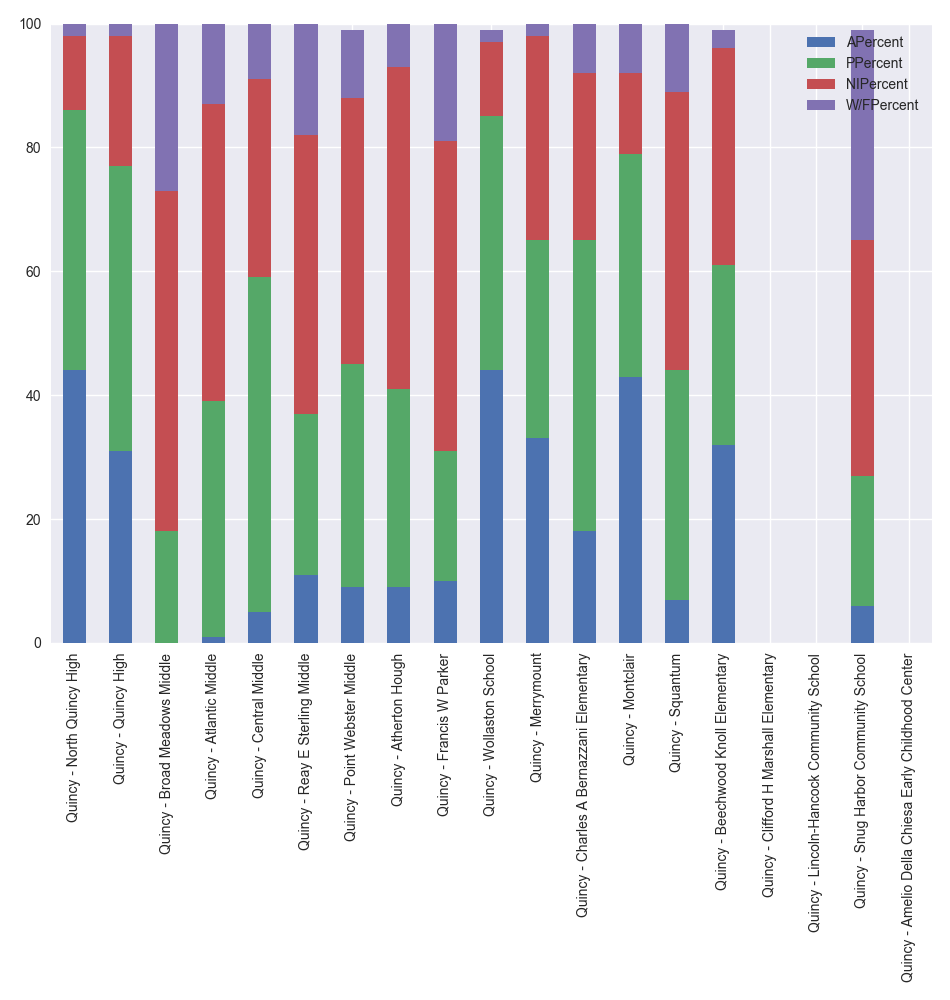 100
80
60
40
20
0
APercent
PPercent
NIPercent
W/FPercent
Quincy - North Quincy High
Quincy - Quincy High
Quincy - Broad Meadows Middle
Quincy - Atlantic Middle
Quincy - Central Middle
Quincy - Reay E Sterling Middle
Quincy - Point Webster Middle
Quincy - Atherton Hough
Quincy - Francis W Parker
Quincy - Wollaston School
Quincy - Merrymount
Quincy - Charles A Bernazzani Elementary
Quincy - Montclair
Quincy - Squantum
Quincy - Beechwood Knoll Elementary
Quincy - Clifford H Marshall Elementary
Quincy - Lincoln-Hancock Community School
Quincy - Snug Harbor Community School
Quincy - Amelio Della Chiesa Early Childhood Center